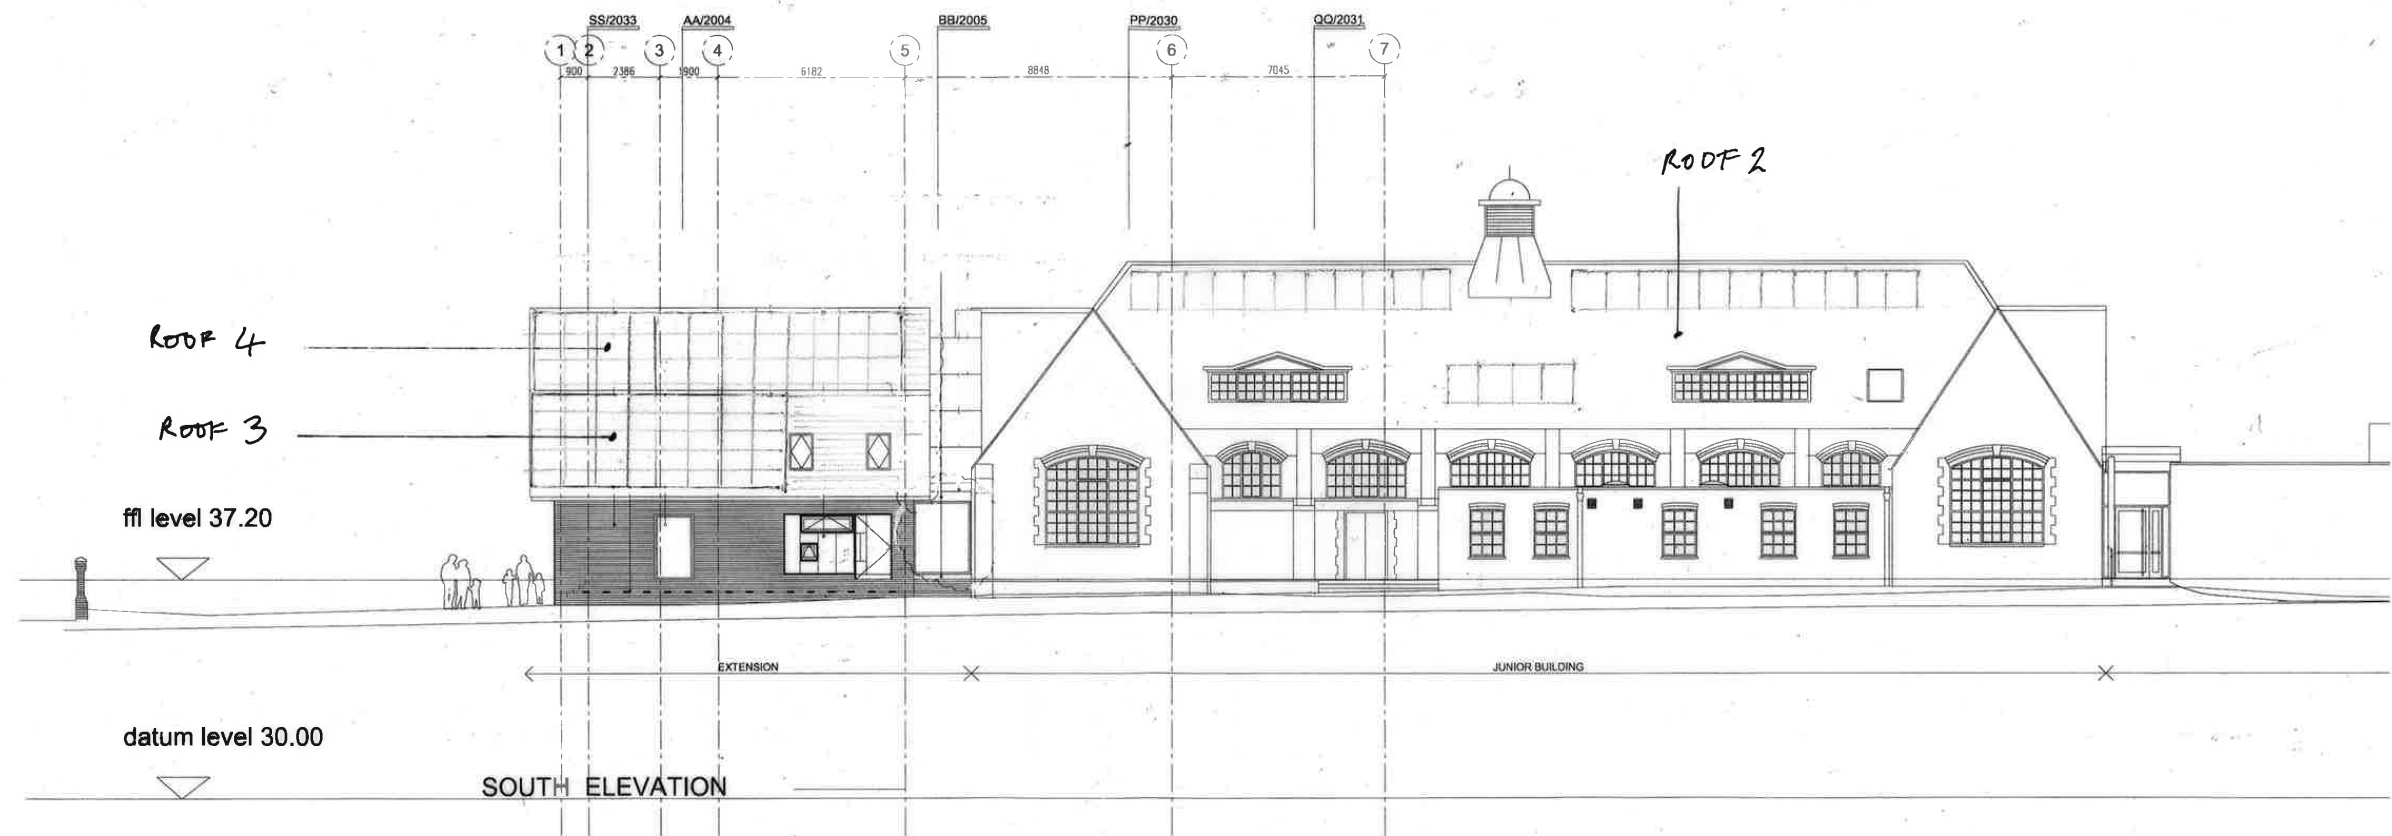 SS/2033 AA/2004 BB/2005 PP/2030 QQ/2031
1 2 3 4 5 6 7
900 2386 1900 6182 8848 7045
ROOF 2
ROOF 4
ROOF 3
ffl level 37.20
EXTENSION JUNIOR BUILDING
datum level 30.00
SOUTH ELEVATION